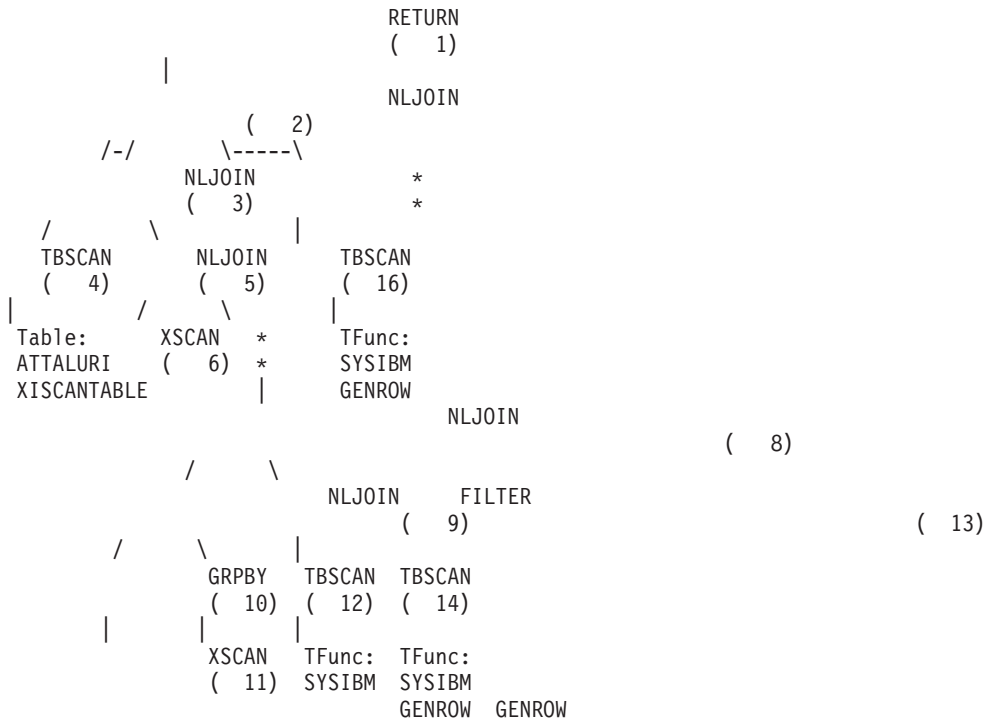 RETURN
( 1)
|
NLJOIN
( 2)
/-/ \-----\
NLJOIN *
( 3) *
/ \ |
TBSCAN NLJOIN TBSCAN
( 4) ( 5) ( 16)
| / \ |
Table: XSCAN * TFunc:
ATTALURI ( 6) * SYSIBM
XISCANTABLE | GENROW
NLJOIN
( 8)
/ \
NLJOIN FILTER
( 9) ( 13)
/ \ |
GRPBY TBSCAN TBSCAN
( 10) ( 12) ( 14)
| | |
XSCAN TFunc: TFunc:
( 11) SYSIBM SYSIBM
GENROW GENROW